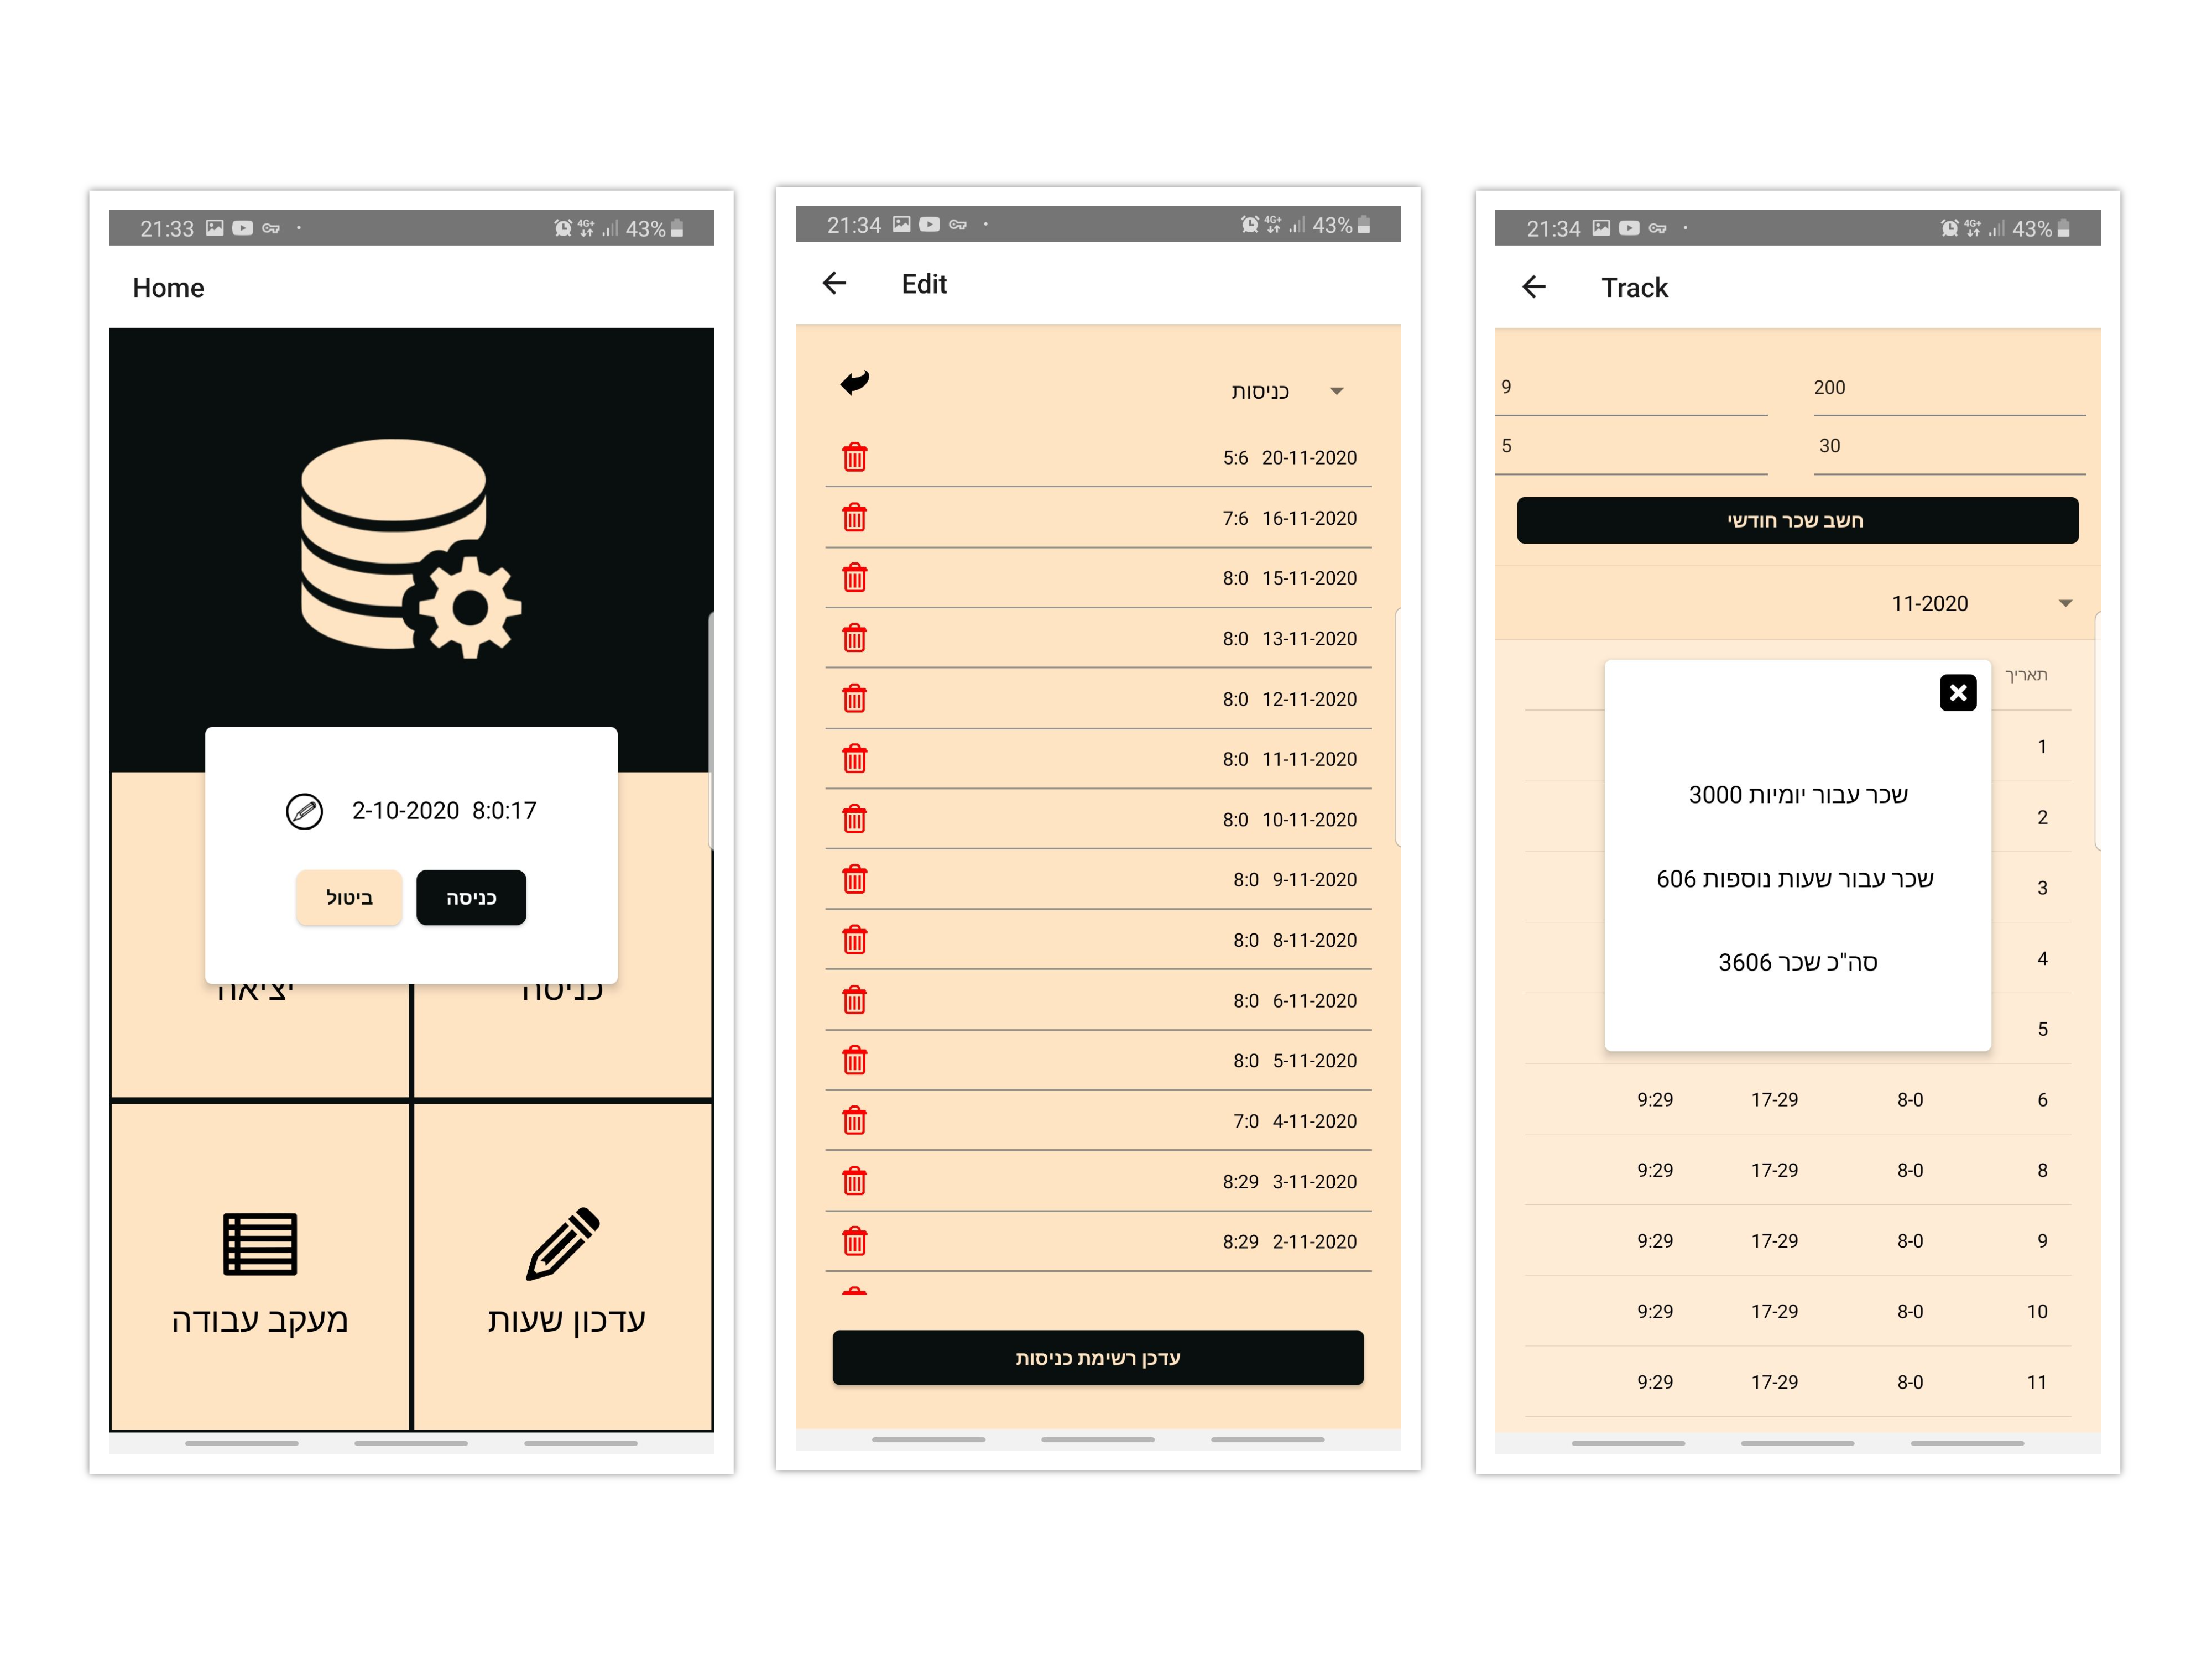 21:33 4G+ 43%
Home
2-10-2020 8:0:17
כניסה ביטול
כניסה יציאה
עדכון שעות מעקב עבודה
21:34 4G+ 43%
Edit
כניסות
5:6 20-11-2020
7:6 16-11-2020
8:0 15-11-2020
8:0 13-11-2020
8:0 12-11-2020
8:0 11-11-2020
8:0 10-11-2020
8:0 9-11-2020
8:0 8-11-2020
8:0 6-11-2020
8:0 5-11-2020
7:0 4-11-2020
8:29 3-11-2020
8:29 2-11-2020
עדכן רשימת כניסות
21:34 4G+ 43%
Track
9 200
5 30
חשב שכר חודשי
11-2020
תאריך
1
2
3
4
5
שכר עבור יומיות 3000
שכר עבור שעות נוספות 606
סה"כ שכר 3606
9:29 17-29 8-0 6
9:29 17-29 8-0 8
9:29 17-29 8-0 9
9:29 17-29 8-0 10
9:29 17-29 8-0 11